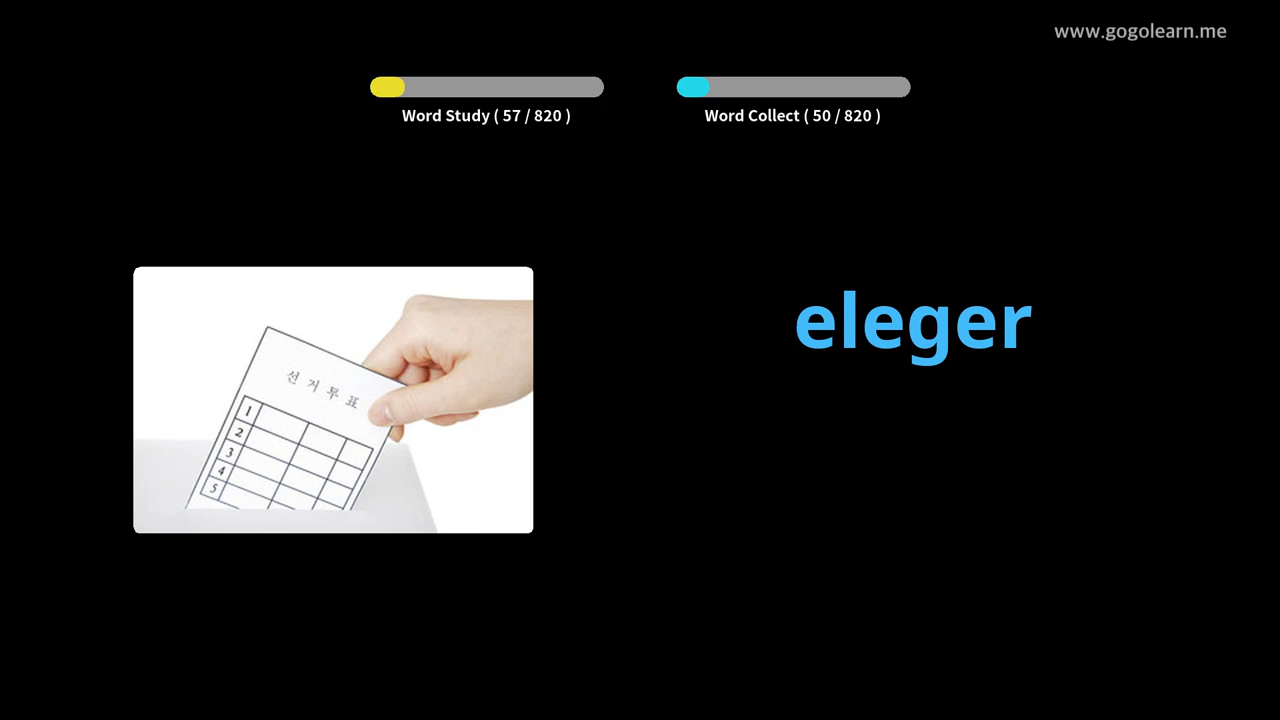 www.gogolearn.me
Word Study ( 57 / 820 )
Word Collect ( 50 / 820 )
선 거 투 표
1
2
3
4
5
eleger